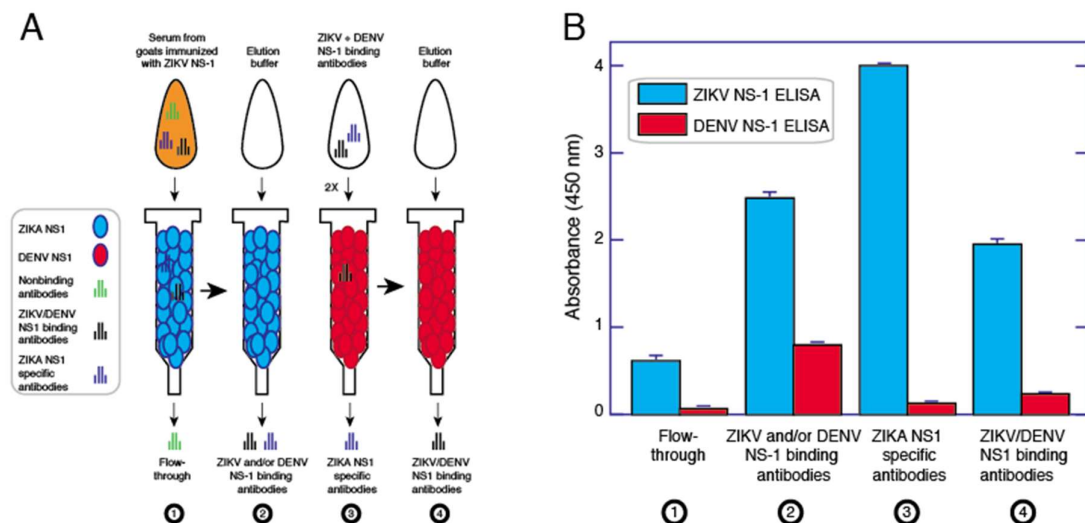 A
Serum from
goats immunized
with ZIKV NS-1
Elution
buffer
ZIKV + DENV
NS-1 binding
antibodies
Elution
buffer
2X
ZIKA NS1
DENV NS1
Nonbinding
antibodies
ZIKV/DENV
NS1 binding
antibodies
ZIKA NS1
specific
antibodies
Flow-
through
ZIKV and/or DENV
NS-1 binding
antibodies
ZIKA NS1
specific
antibodies
ZIKV/DENV
NS1 binding
antibodies
1
2
3
4
B
Absorbance (450 nm)
4
3
2
1
0
ZIKV NS-1 ELISA
DENV NS-1 ELISA
Flow-
through
ZIKV and/or DENV
NS-1 binding
antibodies
ZIKA NS1
specific
antibodies
ZIKV/DENV
NS1 binding
antibodies
1
2
3
4